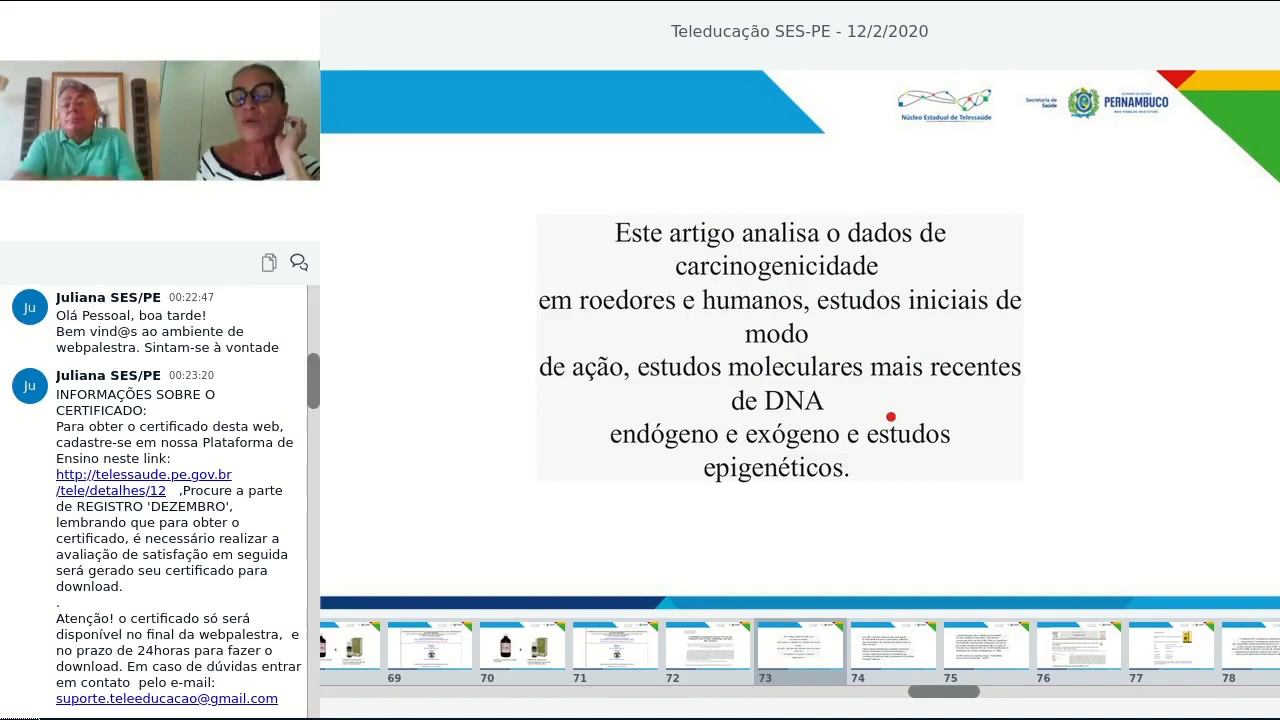 Teleducação SES-PE - 12/2/2020
Núcleo Estadual de Telessaúde
Secretaria de
Saúde
PERNAMBUCO
Este artigo analisa o dados de
carcinogenicidade
em roedores e humanos, estudos iniciais de
modo
de ação, estudos moleculares mais recentes
de DNA
endógeno e exógeno e estudos
epigenéticos.
Ju
Juliana SES/PE 00:22:47
Olá Pessoal, boa tarde!
Bem vind@s ao ambiente de
webpalestra. Sintam-se à vontade
Ju
Juliana SES/PE 00:23:20
INFORMAÇÕES SOBRE O
CERTIFICADO:
Para obter o certificado desta web,
cadastre-se em nossa Plataforma de
Ensino neste link:
http://telessaude.pe.gov.br
/tele/detalhes/12 ,Procure a parte
de REGISTRO 'DEZEMBRO',
lembrando que para obter o
certificado, é necessário realizar a
avaliação de satisfação em seguida
será gerado seu certificado para
download.
.
Atenção! o certificado só será
disponível no final da webpalestra, e
no prazo de 24horas para fazer o
download. Em caso de dúvidas entrar
em contato pelo e-mail:
suporte.teleeducacao@gmail.com
69 70 71 72 73 74 75 76 77 78